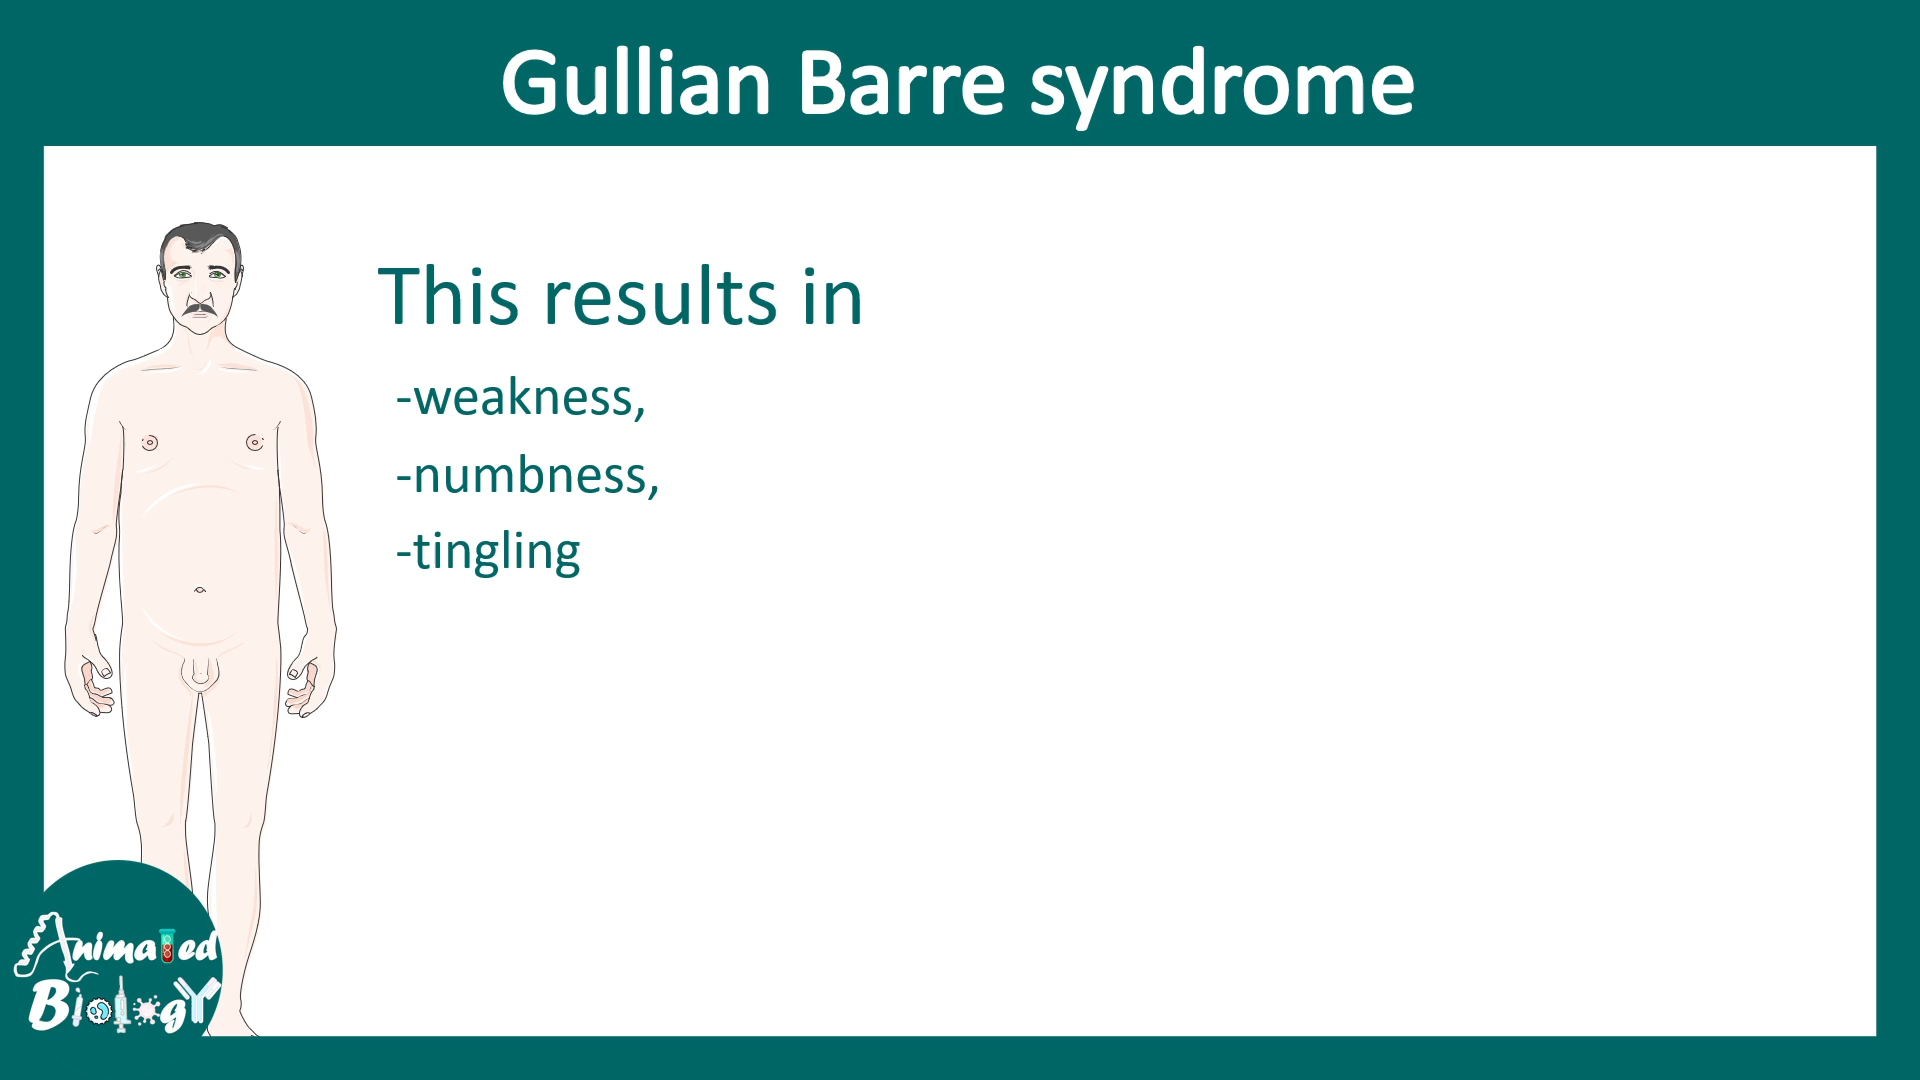 Gullian Barre syndrome
This results in
-weakness,
-numbness,
-tingling
Animated
Biology